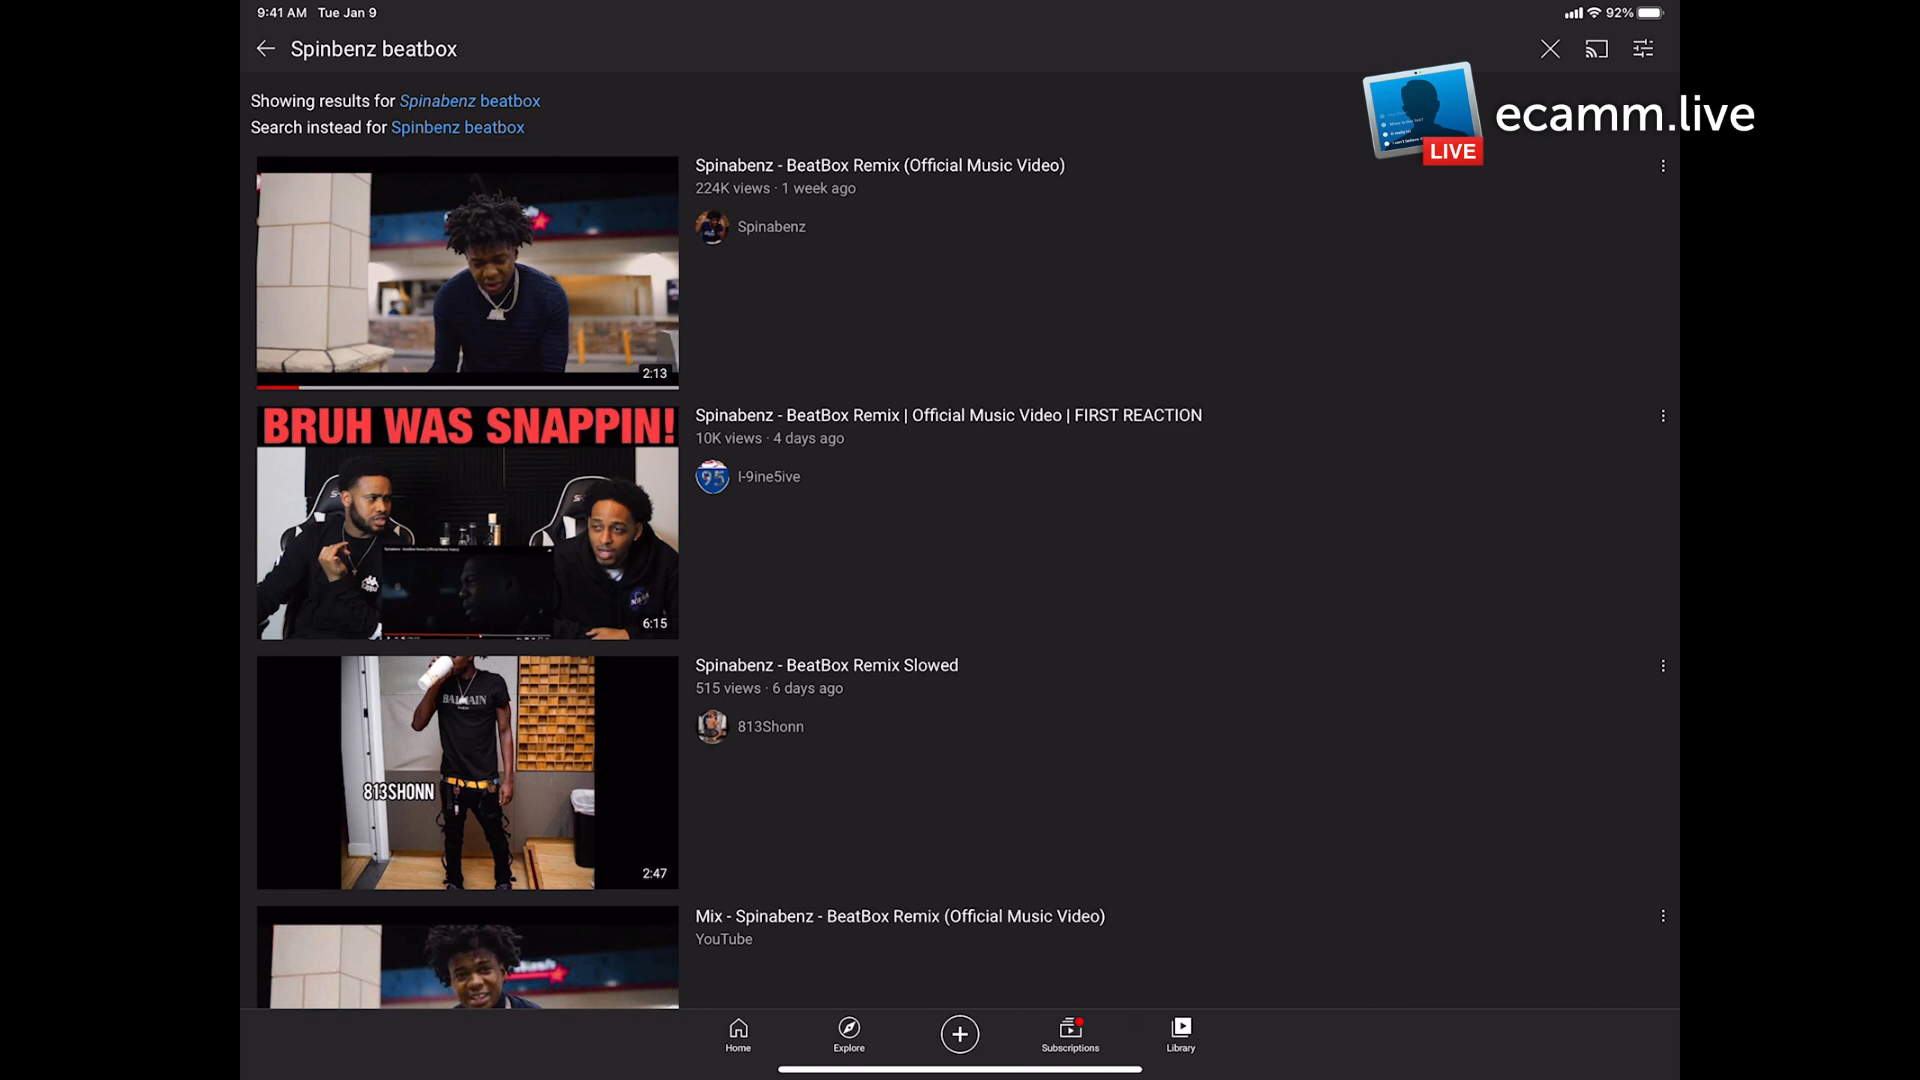 9:41 AM Tue Jan 9
92%
Spinbenz beatbox
ecamm.live
LIVE
Showing results for Spinabenz beatbox
Search instead for Spinbenz beatbox
Spinabenz - BeatBox Remix (Official Music Video)
224K views · 1 week ago
Spinabenz
2:13
BRUH WAS SNAPPIN!
Spinabenz - BeatBox Remix | Official Music Video | FIRST REACTION
10K views · 4 days ago
95
I-9ine5ive
Kappa
NASA
6:15
Spinabenz - BeatBox Remix Slowed
515 views · 6 days ago
813Shonn
BALMAIN
PARIS
813SHONN
2:47
Mix - Spinabenz - BeatBox Remix (Official Music Video)
YouTube
Home
Explore
Subscriptions
Library